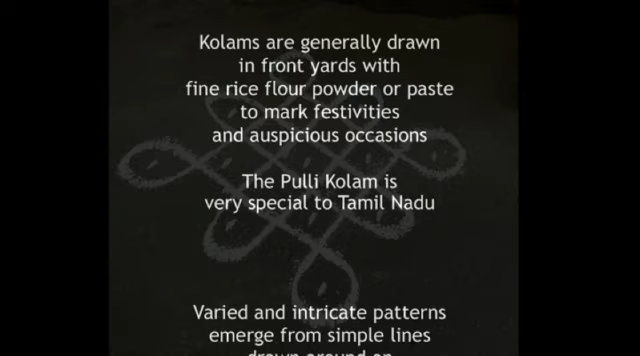 Kolams are generally drawn
in front yards with
fine rice flour powder or paste
to mark festivities
and auspicious occasions
The Pulli Kolam is
very special to Tamil Nadu
Varied and intricate patterns
emerge from simple lines
drawn around an